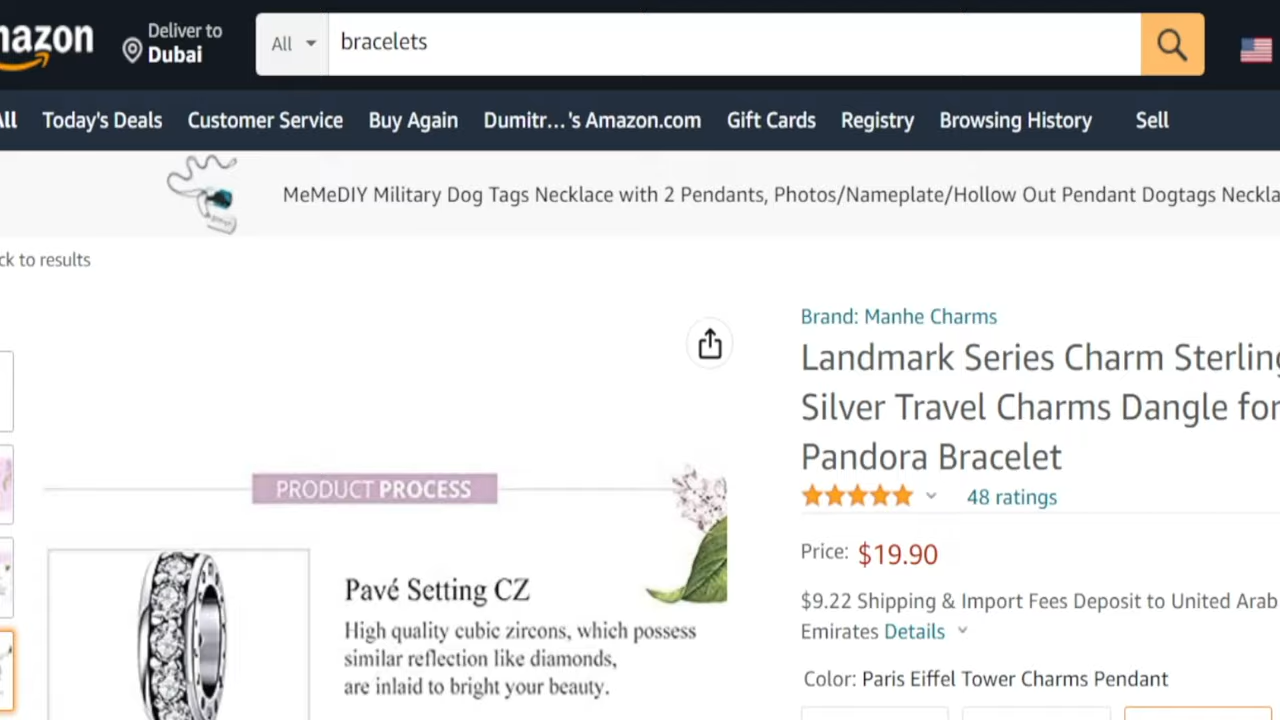 mazon
Deliver to
Dubai
All
bracelets
All
Today's Deals
Customer Service
Buy Again
Dumitr...'s Amazon.com
Gift Cards
Registry
Browsing History
Sell
MeMeDIY Military Dog Tags Necklace with 2 Pendants, Photos/Nameplate/Hollow Out Pendant Dogtags Neckla
ck to results
Brand: Manhe Charms
Landmark Series Charm Sterling
Silver Travel Charms Dangle for
Pandora Bracelet
48 ratings
Price: $19.90
$9.22 Shipping & Import Fees Deposit to United Arab
Emirates Details
Color: Paris Eiffel Tower Charms Pendant
PRODUCT PROCESS
Pavé Setting CZ
High quality cubic zircons, which possess
similar reflection like diamonds,
are inlaid to bright your beauty.